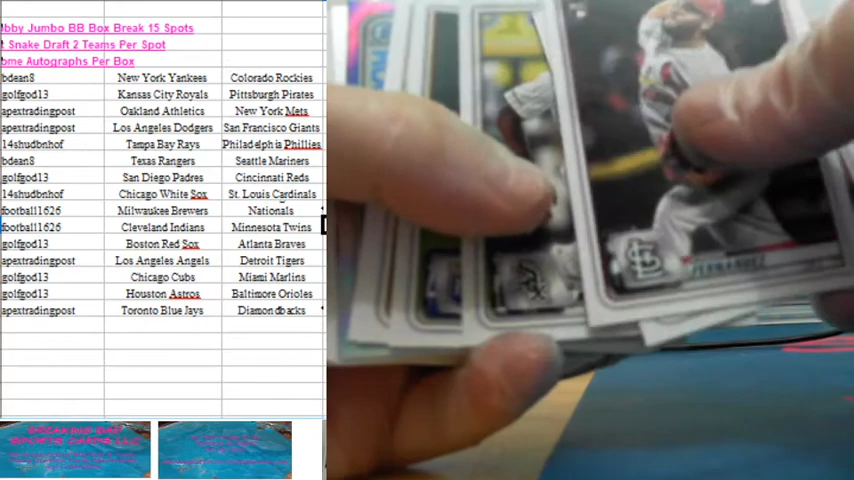 bby Jumbo BB Box Break 15 Spots
t Snake Draft 2 Teams Per Spot
ome Autographs Per Box
bdean8 New York Yankees Colorado Rockies
golfgod13 Kansas City Royals Pittsburgh Pirates
apextradingpost Oakland Athletics New York Mets
apextradingpost Los Angeles Dodgers San Francisco Giants
14shudbnhof Tampa Bay Rays Philadelphia Phillies
bdean8 Texas Rangers Seattle Mariners
golfgod13 San Diego Padres Cincinnati Reds
14shudbnhof Chicago White Sox St. Louis Cardinals
football1626 Milwaukee Brewers Nationals
football1626 Cleveland Indians Minnesota Twins
golfgod13 Boston Red Sox Atlanta Braves
apextradingpost Los Angeles Angels Detroit Tigers
golfgod13 Chicago Cubs Miami Marlins
golfgod13 Houston Astros Baltimore Orioles
apextradingpost Toronto Blue Jays Diamondbacks
FERNANDEZ